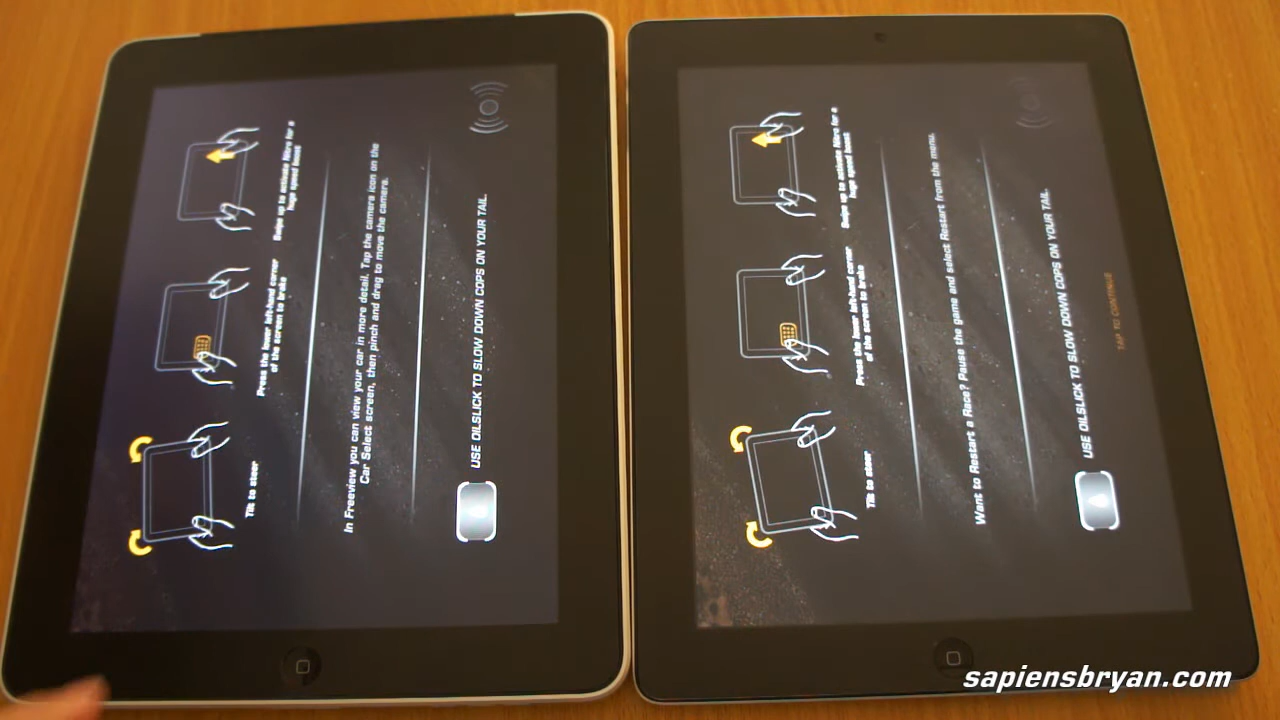 Tilt to steer
Press the lower left-hand corner
of the screen to brake
Swipe up to activate Nitro for a
huge speed boost
In Freeview you can view your car in more detail. Tap the camera icon on the
Car Select screen, then pinch and drag to move the camera.
USE OILSLICK TO SLOW DOWN COPS ON YOUR TAIL.
Tilt to steer
Press the lower left-hand corner
of the screen to brake
Swipe up to activate Nitro for a
huge speed boost
Want to Restart a Race? Pause the game and select Restart from the menu.
USE OILSLICK TO SLOW DOWN COPS ON YOUR TAIL.
TAP TO CONTINUE
sapiensbryan.com